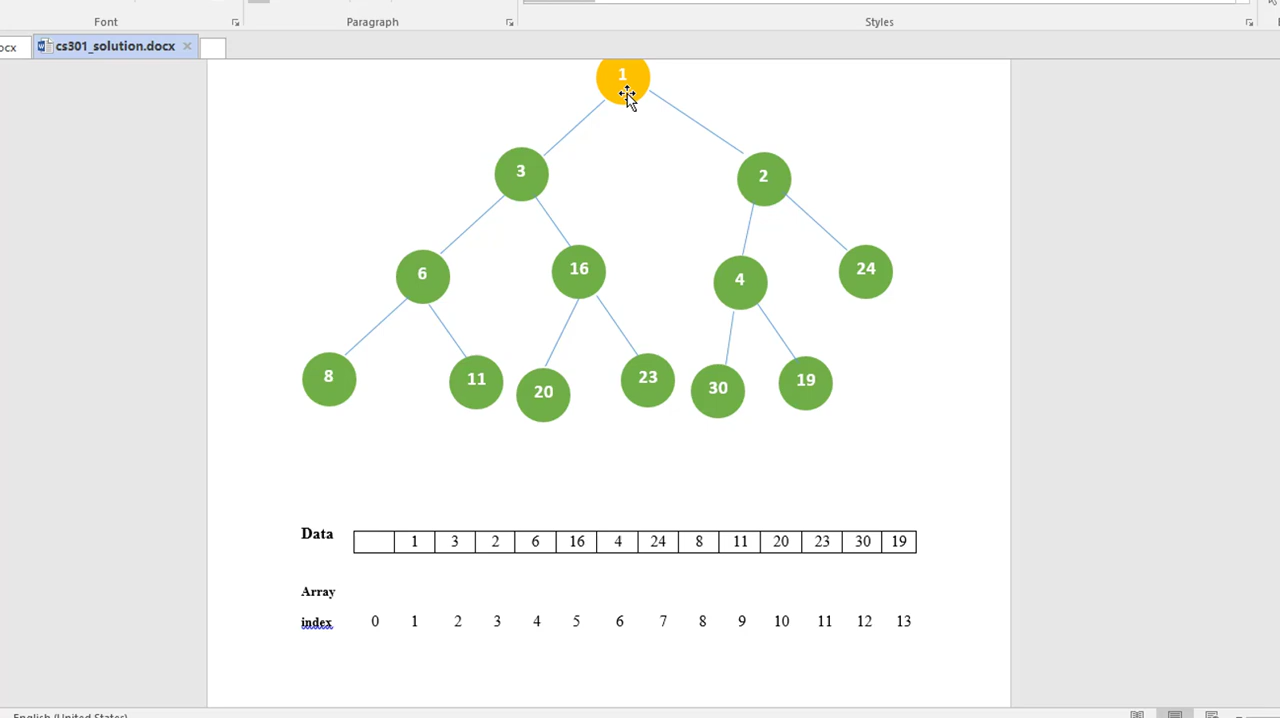 Font Paragraph Styles
ocx cs301_solution.docx
1
3 2
6 16 4 24
8 11 20 23 30 19
Data 1 3 2 6 16 4 24 8 11 20 23 30 19
Array
index 0 1 2 3 4 5 6 7 8 9 10 11 12 13
English (United States)